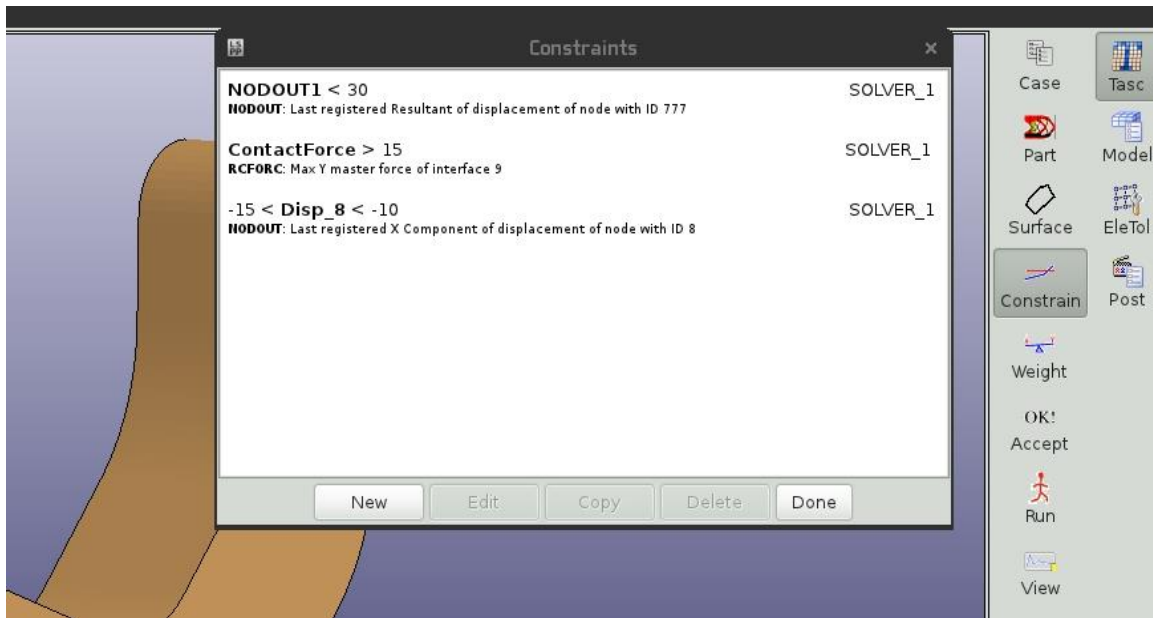 Constraints
NODOUT1 < 30 SOLVER_1
NODOUT: Last registered Resultant of displacement of node with ID 777
ContactForce > 15 SOLVER_1
RCFORC: Max Y master force of interface 9
-15 < Disp_8 < -10 SOLVER_1
NODOUT: Last registered X Component of displacement of node with ID 8
New Edit Copy Delete Done
Case Tasc
Part Model
Surface EleTol
Constrain Post
Weight
OK!
Accept
Run
View